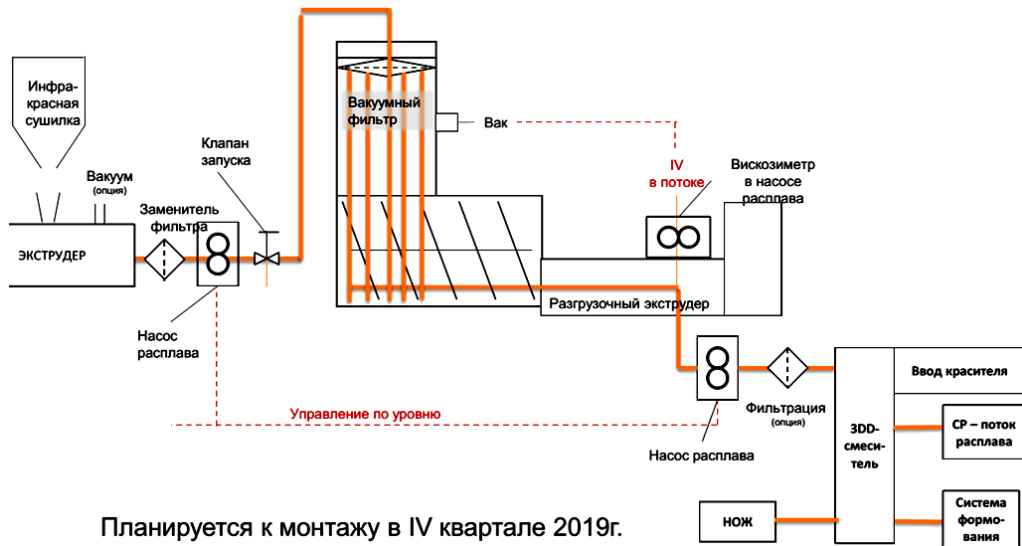 Инфра-
красная
сушилка
Вакуум
(опция)
ЭКСТРУДЕР
Заменитель
фильтра
Клапан
запуска
Насос
расплава
Вакуумный
фильтр
Вак
IV
в потоке
Вискозиметр
в насосе
расплава
Разгрузочный экструдер
Управление по уровню
Насос расплава
Фильтрация
(опция)
3DD-
смеси-
тель
Ввод красителя
СР – поток
расплава
НОЖ
Система
формо-
вания
Планируется к монтажу в IV квартале 2019г.